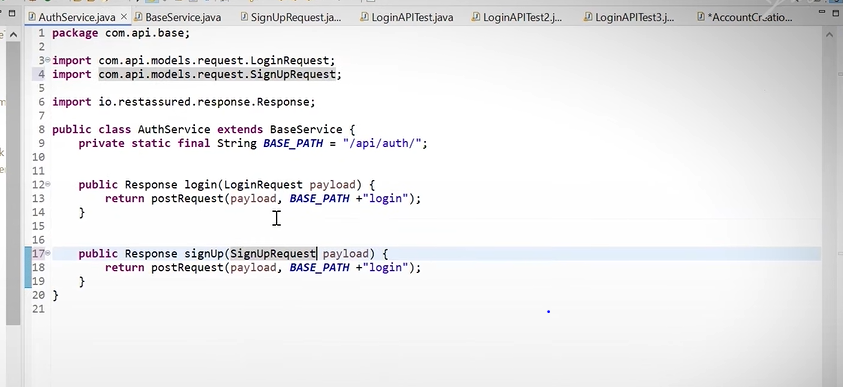 AuthService.java BaseService.java SignUpRequest.ja... LoginAPITest.java LoginAPITest2.j... LoginAPITest3.j... *AccountCreatio...
1 package com.api.base;
2
3 import com.api.models.request.LoginRequest;
4 import com.api.models.request.SignUpRequest;
5
6 import io.restassured.response.Response;
7
8 public class AuthService extends BaseService {
9 private static final String BASE_PATH = "/api/auth/";
10
11
12 public Response login(LoginRequest payload) {
13 return postRequest(payload, BASE_PATH +"login");
14 }
15
16
17 public Response signUp(SignUpRequest payload) {
18 return postRequest(payload, BASE_PATH +"login");
19 }
20 }
21